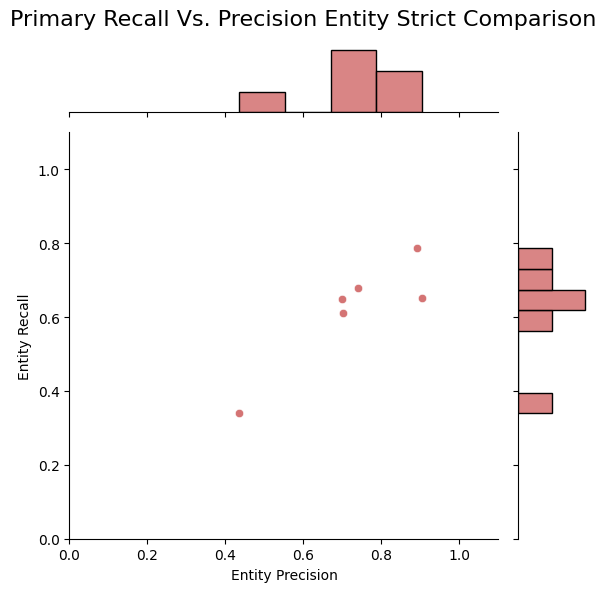 Primary Recall Vs. Precision Entity Strict Comparison
1.0
0.8
0.6
0.4
0.2
0.0
Entity Recall
0.0 0.2 0.4 0.6 0.8 1.0
Entity Precision